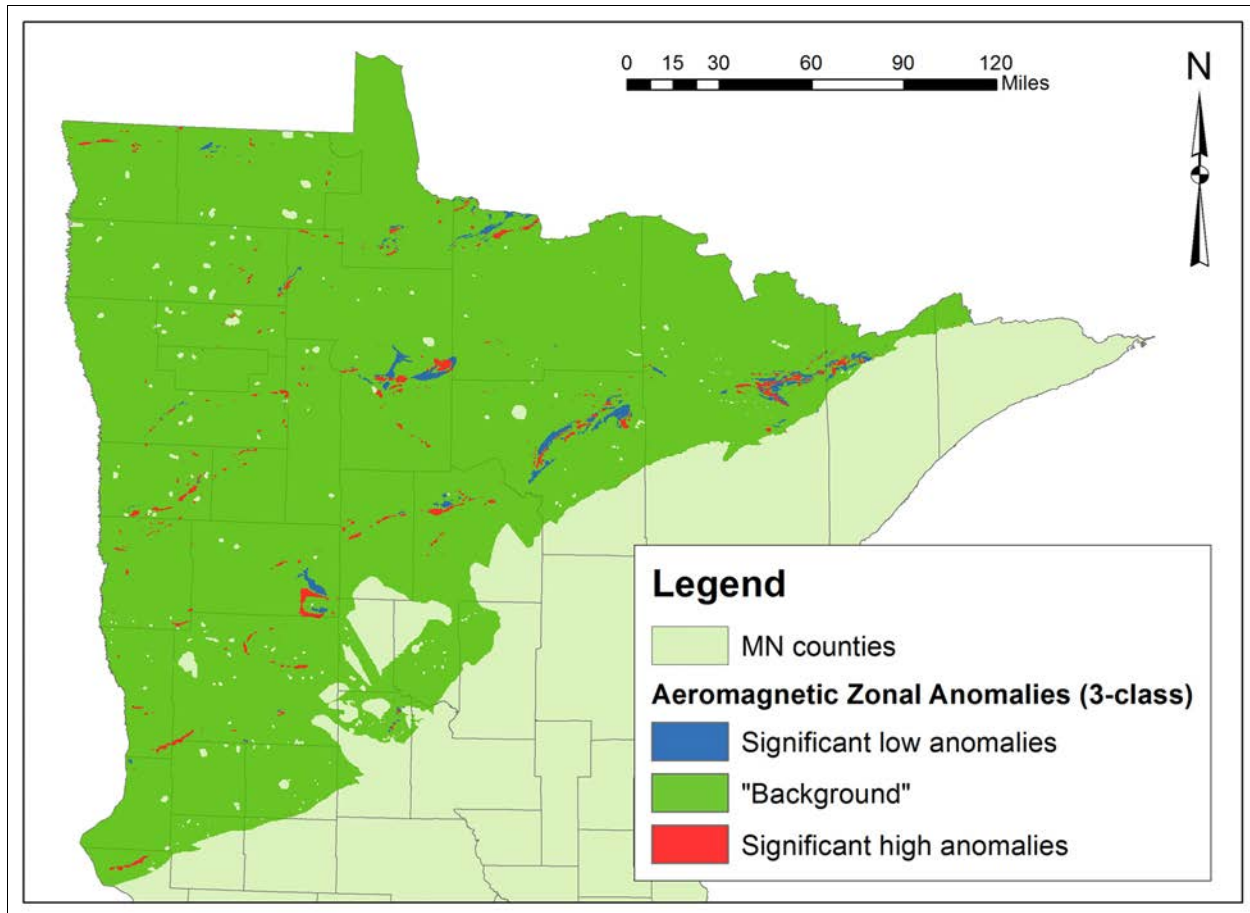 0 15 30 60 90 120
Miles
N
Legend
MN counties
Aeromagnetic Zonal Anomalies (3-class)
Significant low anomalies
"Background"
Significant high anomalies